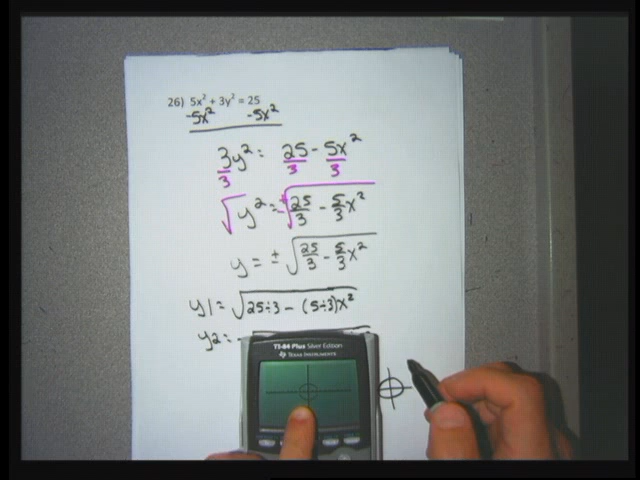 26) 5x² + 3y² = 25
-5x² -5x²
3y² = 25 - 5x²
3 3 3
√y² = ±√25/3 - 5/3x²
y = ±√25/3 - 5/3x²
y1 = √25÷3 - (5÷3)x²
y2 = -
TI-84 Plus Silver Edition
TEXAS INSTRUMENTS